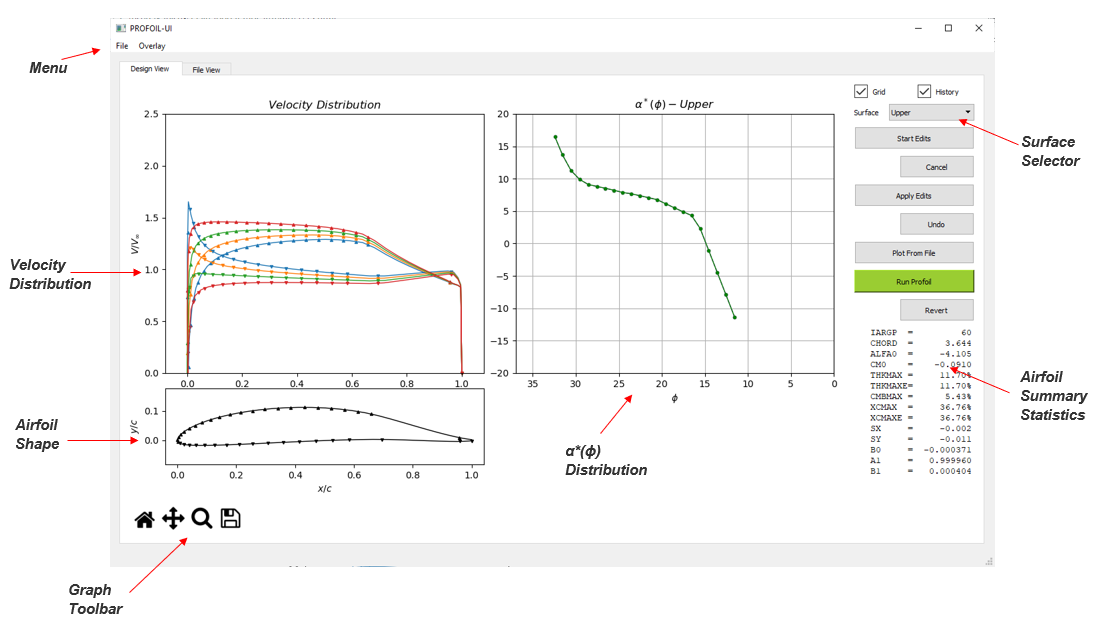 PROFOIL-UI
File Overlay
Menu
Design View File View
Velocity Distribution
2.5
2.0
1.5
1.0
0.5
0.0
V/V∞
0.0 0.2 0.4 0.6 0.8 1.0
α*(ϕ) − Upper
20
15
10
5
0
−5
−10
−15
−20
35 30 25 20 15 10 5 0
ϕ
0.1
0.0
y/c
0.0 0.2 0.4 0.6 0.8 1.0
x/c
Grid History
Surface Upper
Start Edits
Cancel
Apply Edits
Undo
Plot From File
Run Profoil
Revert
IARGP = 60
CHORD = 3.644
ALFA0 = -4.105
CM0 = -0.0910
THKMAX = 11.70%
THKMAXE= 11.70%
CMBMAX = 5.43%
XCMAX = 36.76%
XCMAXE = 36.76%
SX = -0.002
SY = -0.011
B0 = -0.000371
A1 = 0.999960
B1 = 0.000404
Surface
Selector
Velocity
Distribution
Airfoil
Summary
Statistics
Airfoil
Shape
α*(ϕ)
Distribution
Graph
Toolbar